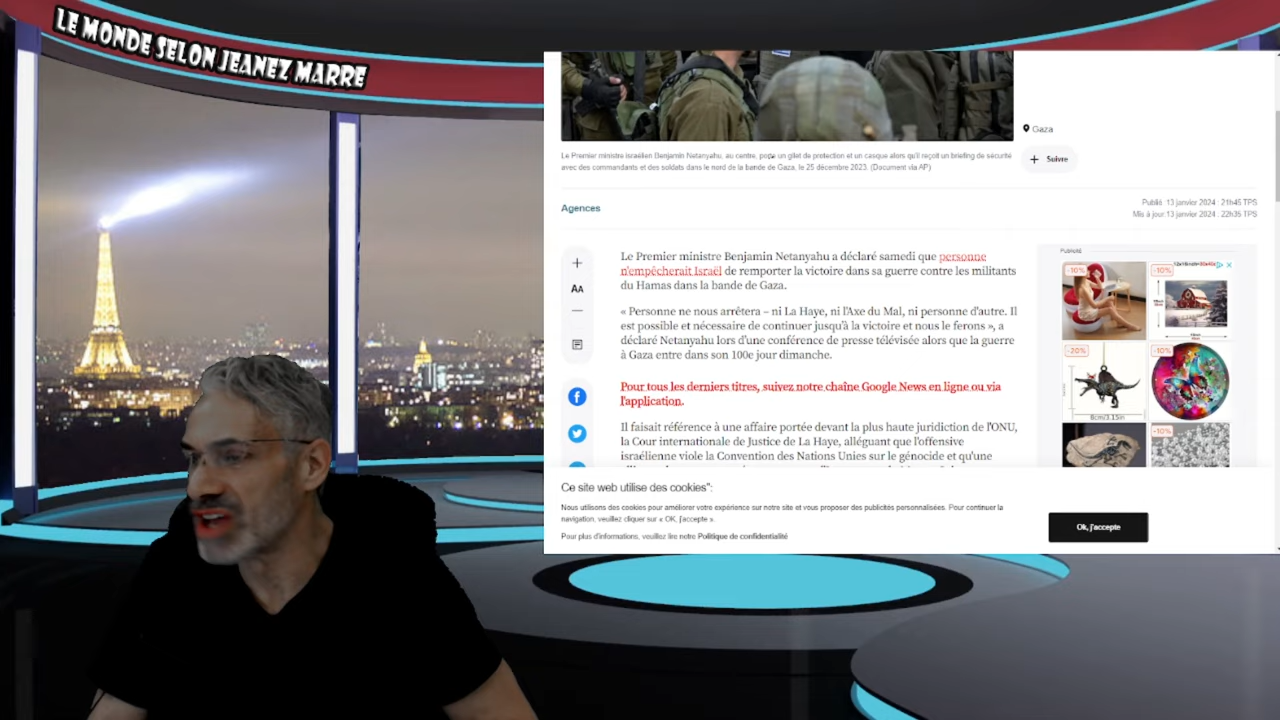 LE MONDE SELON JEANEZ MARRE
Gaza
Suivre
Le Premier ministre israélien Benjamin Netanyahu, au centre, porte un gilet de protection et un casque alors qu'il reçoit un briefing de sécurité
avec des commandants et des soldats dans le nord de la bande de Gaza, le 25 décembre 2023. (Document via AP)
Agences
Publié: 13 janvier 2024 : 21h45 TPS
Mis à jour:13 janvier 2024 : 22h35 TPS
Publicité
AA
Le Premier ministre Benjamin Netanyahu a déclaré samedi que personne
n'empêcherait Israël de remporter la victoire dans sa guerre contre les militants
du Hamas dans la bande de Gaza.
« Personne ne nous arrêtera – ni La Haye, ni l'Axe du Mal, ni personne d'autre. Il
est possible et nécessaire de continuer jusqu'à la victoire et nous le ferons », a
déclaré Netanyahu lors d'une conférence de presse télévisée alors que la guerre
à Gaza entre dans son 100e jour dimanche.
Pour tous les derniers titres, suivez notre chaîne Google News en ligne ou via
l'application.
Il faisait référence à une affaire portée devant la plus haute juridiction de l'ONU,
la Cour internationale de Justice de La Haye, alléguant que l'offensive
israélienne viole la Convention des Nations Unies sur le génocide et qu'une
-10%
-10%
-20%
-10%
8cm/3.15in
-10%
Ce site web utilise des cookies":
Nous utilisons des cookies pour améliorer votre expérience sur notre site et vous proposer des publicités personnalisées. Pour continuer la
navigation, veuillez cliquer sur « OK, j'accepte ».
Pour plus d'informations, veuillez lire notre Politique de confidentialité
Ok, j'accepte